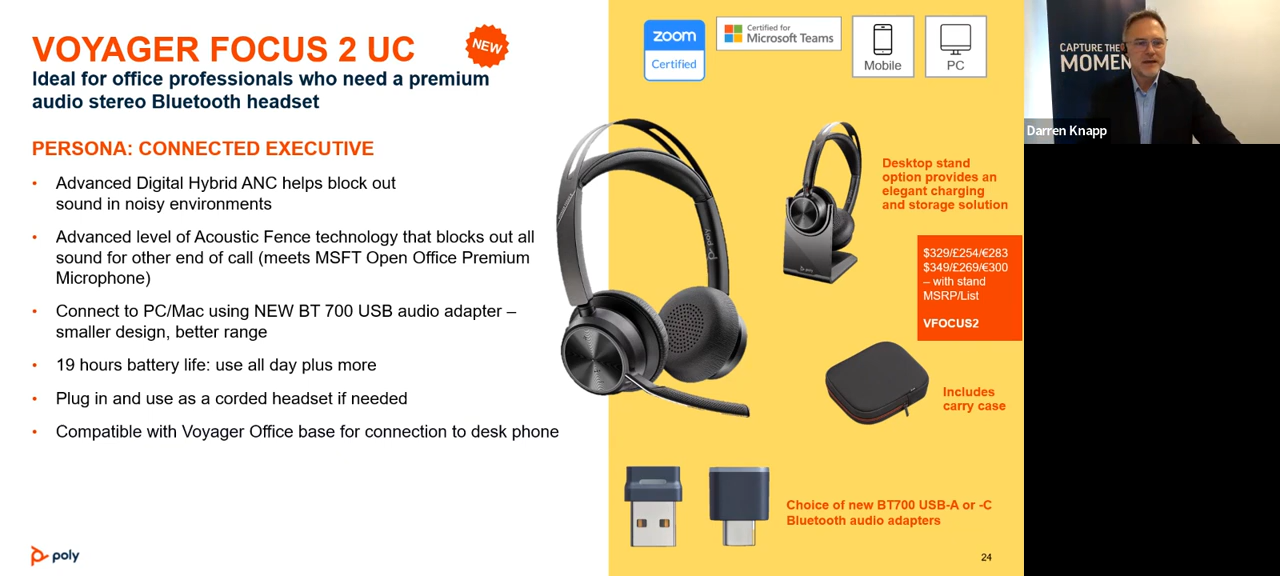 VOYAGER FOCUS 2 UC
NEW
Ideal for office professionals who need a premium
audio stereo Bluetooth headset
PERSONA: CONNECTED EXECUTIVE
• Advanced Digital Hybrid ANC helps block out
sound in noisy environments
• Advanced level of Acoustic Fence technology that blocks out all
sound for other end of call (meets MSFT Open Office Premium
Microphone)
• Connect to PC/Mac using NEW BT 700 USB audio adapter –
smaller design, better range
• 19 hours battery life: use all day plus more
• Plug in and use as a corded headset if needed
• Compatible with Voyager Office base for connection to desk phone
poly
zoom
Certified
Certified for
Microsoft Teams
Mobile
PC
poly
poly
Desktop stand
option provides an
elegant charging
and storage solution
$329/£254/€283
$349/£269/€300
– with stand
MSRP/List
VFOCUS2
Includes
carry case
Choice of new BT700 USB-A or -C
Bluetooth audio adapters
24
CAPTURE THE
MOMEN
Darren Knapp